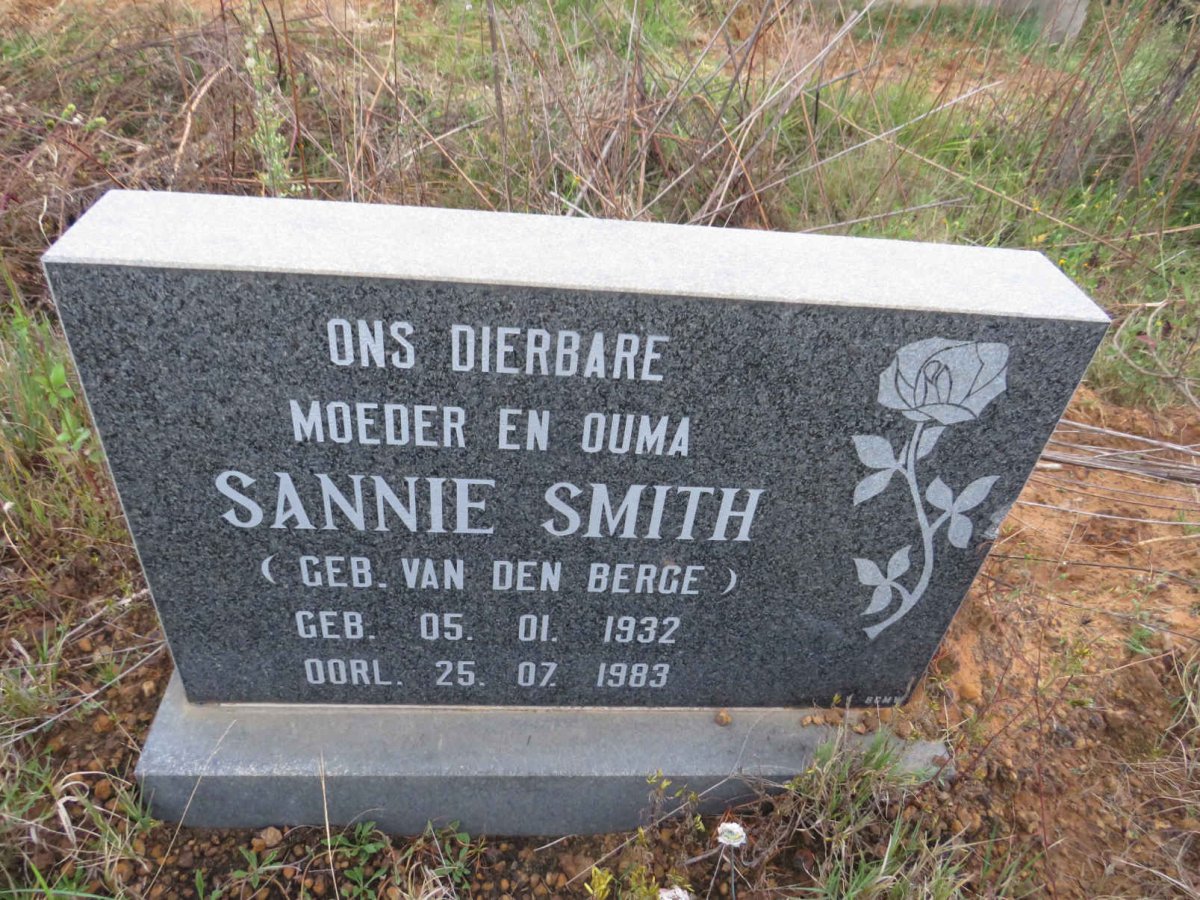 ONS DIERBARE
MOEDER EN OUMA
SANNIE SMITH
(GEB. VAN DEN BERGE)
GEB. 05. 01. 1932
OORL. 25. 07. 1983